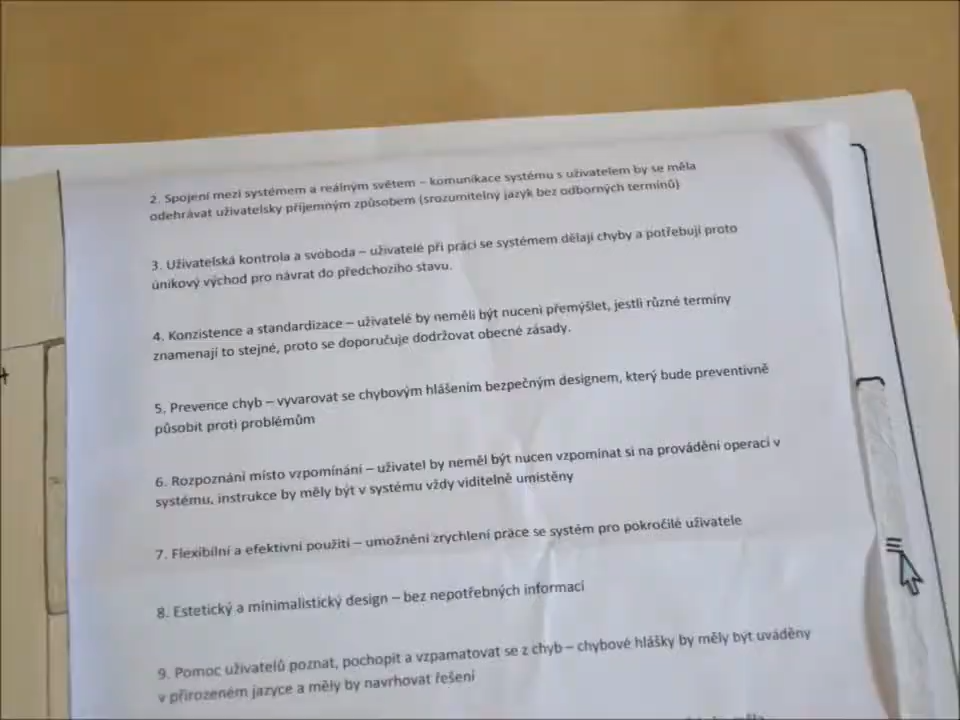 2. Spojení mezi systémem a reálným světem – komunikace systému s uživatelem by se měla
odehrávat uživatelsky příjemným způsobem (srozumitelný jazyk bez odborných termínů)
3. Uživatelská kontrola a svoboda – uživatelé při práci se systémem dělají chyby a potřebují proto
únikový východ pro návrat do předchozího stavu.
4. Konzistence a standardizace – uživatelé by neměli být nuceni přemýšlet, jestli různé termíny
znamenají to stejné, proto se doporučuje dodržovat obecné zásady.
5. Prevence chyb – vyvarovat se chybovým hlášením bezpečným designem, který bude preventivně
působit proti problémům
6. Rozpoznání místo vzpomínání – uživatel by neměl být nucen vzpomínat si na provádění operací v
systému, instrukce by měly být v systému vždy viditelně umístěny
7. Flexibilní a efektivní použití – umožnění zrychlení práce se systém pro pokročilé uživatele
8. Estetický a minimalistický design – bez nepotřebných informací
9. Pomoc uživatelů poznat, pochopit a vzpamatovat se z chyb – chybové hlášky by měly být uváděny
v přirozeném jazyce a měly by navrhovat řešení